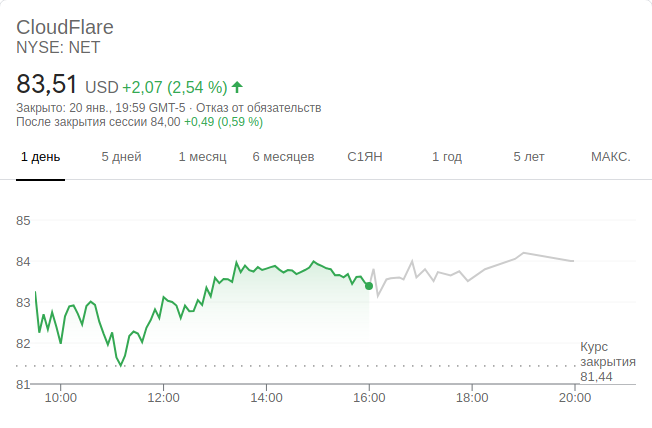 CloudFlare
NYSE: NET
83,51 USD +2,07 (2,54 %)
Закрыто: 20 янв., 19:59 GMT-5 · Отказ от обязательств
После закрытия сессии 84,00 +0,49 (0,59 %)
1 день 5 дней 1 месяц 6 месяцев С1ЯН 1 год 5 лет МАКС.
85
84
83
82
Курс
закрытия
81,44
81
10:00 12:00 14:00 16:00 18:00 20:00